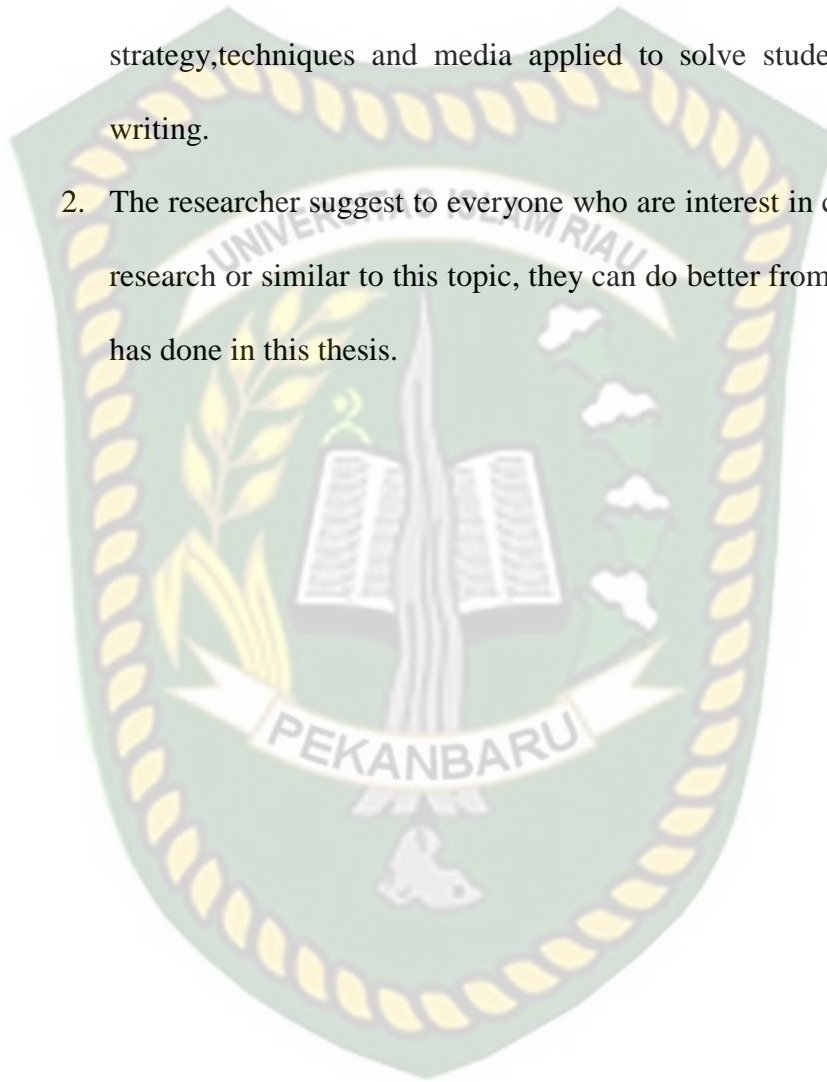 strategy,techniques and media applied to solve stude
writing.
2. The researcher suggest to everyone who are interest in
UNIVERSITAS ISLAM RIAU
research or similar to this topic, they can do better from
has done in this thesis.
PEKANBARU